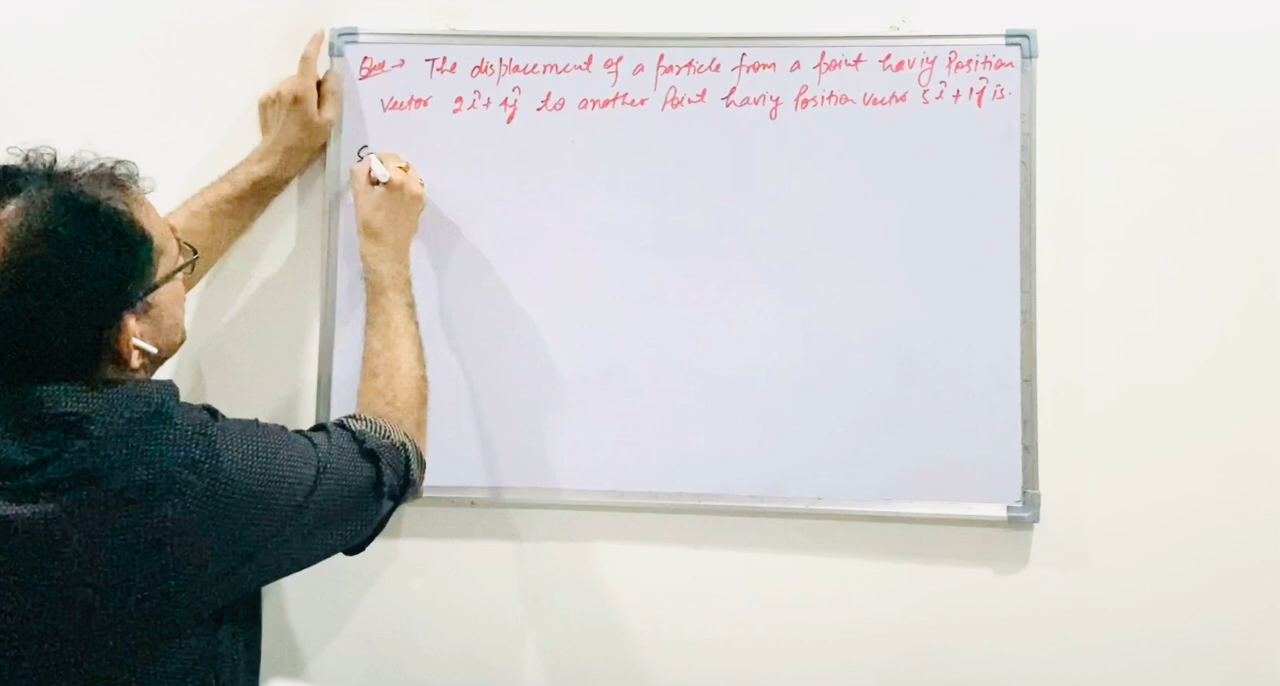 Que → The displacement of a particle from a point having Position
Vector 2î + 4ĵ to another Point having Position Vector 5î + 1ĵ is.
S